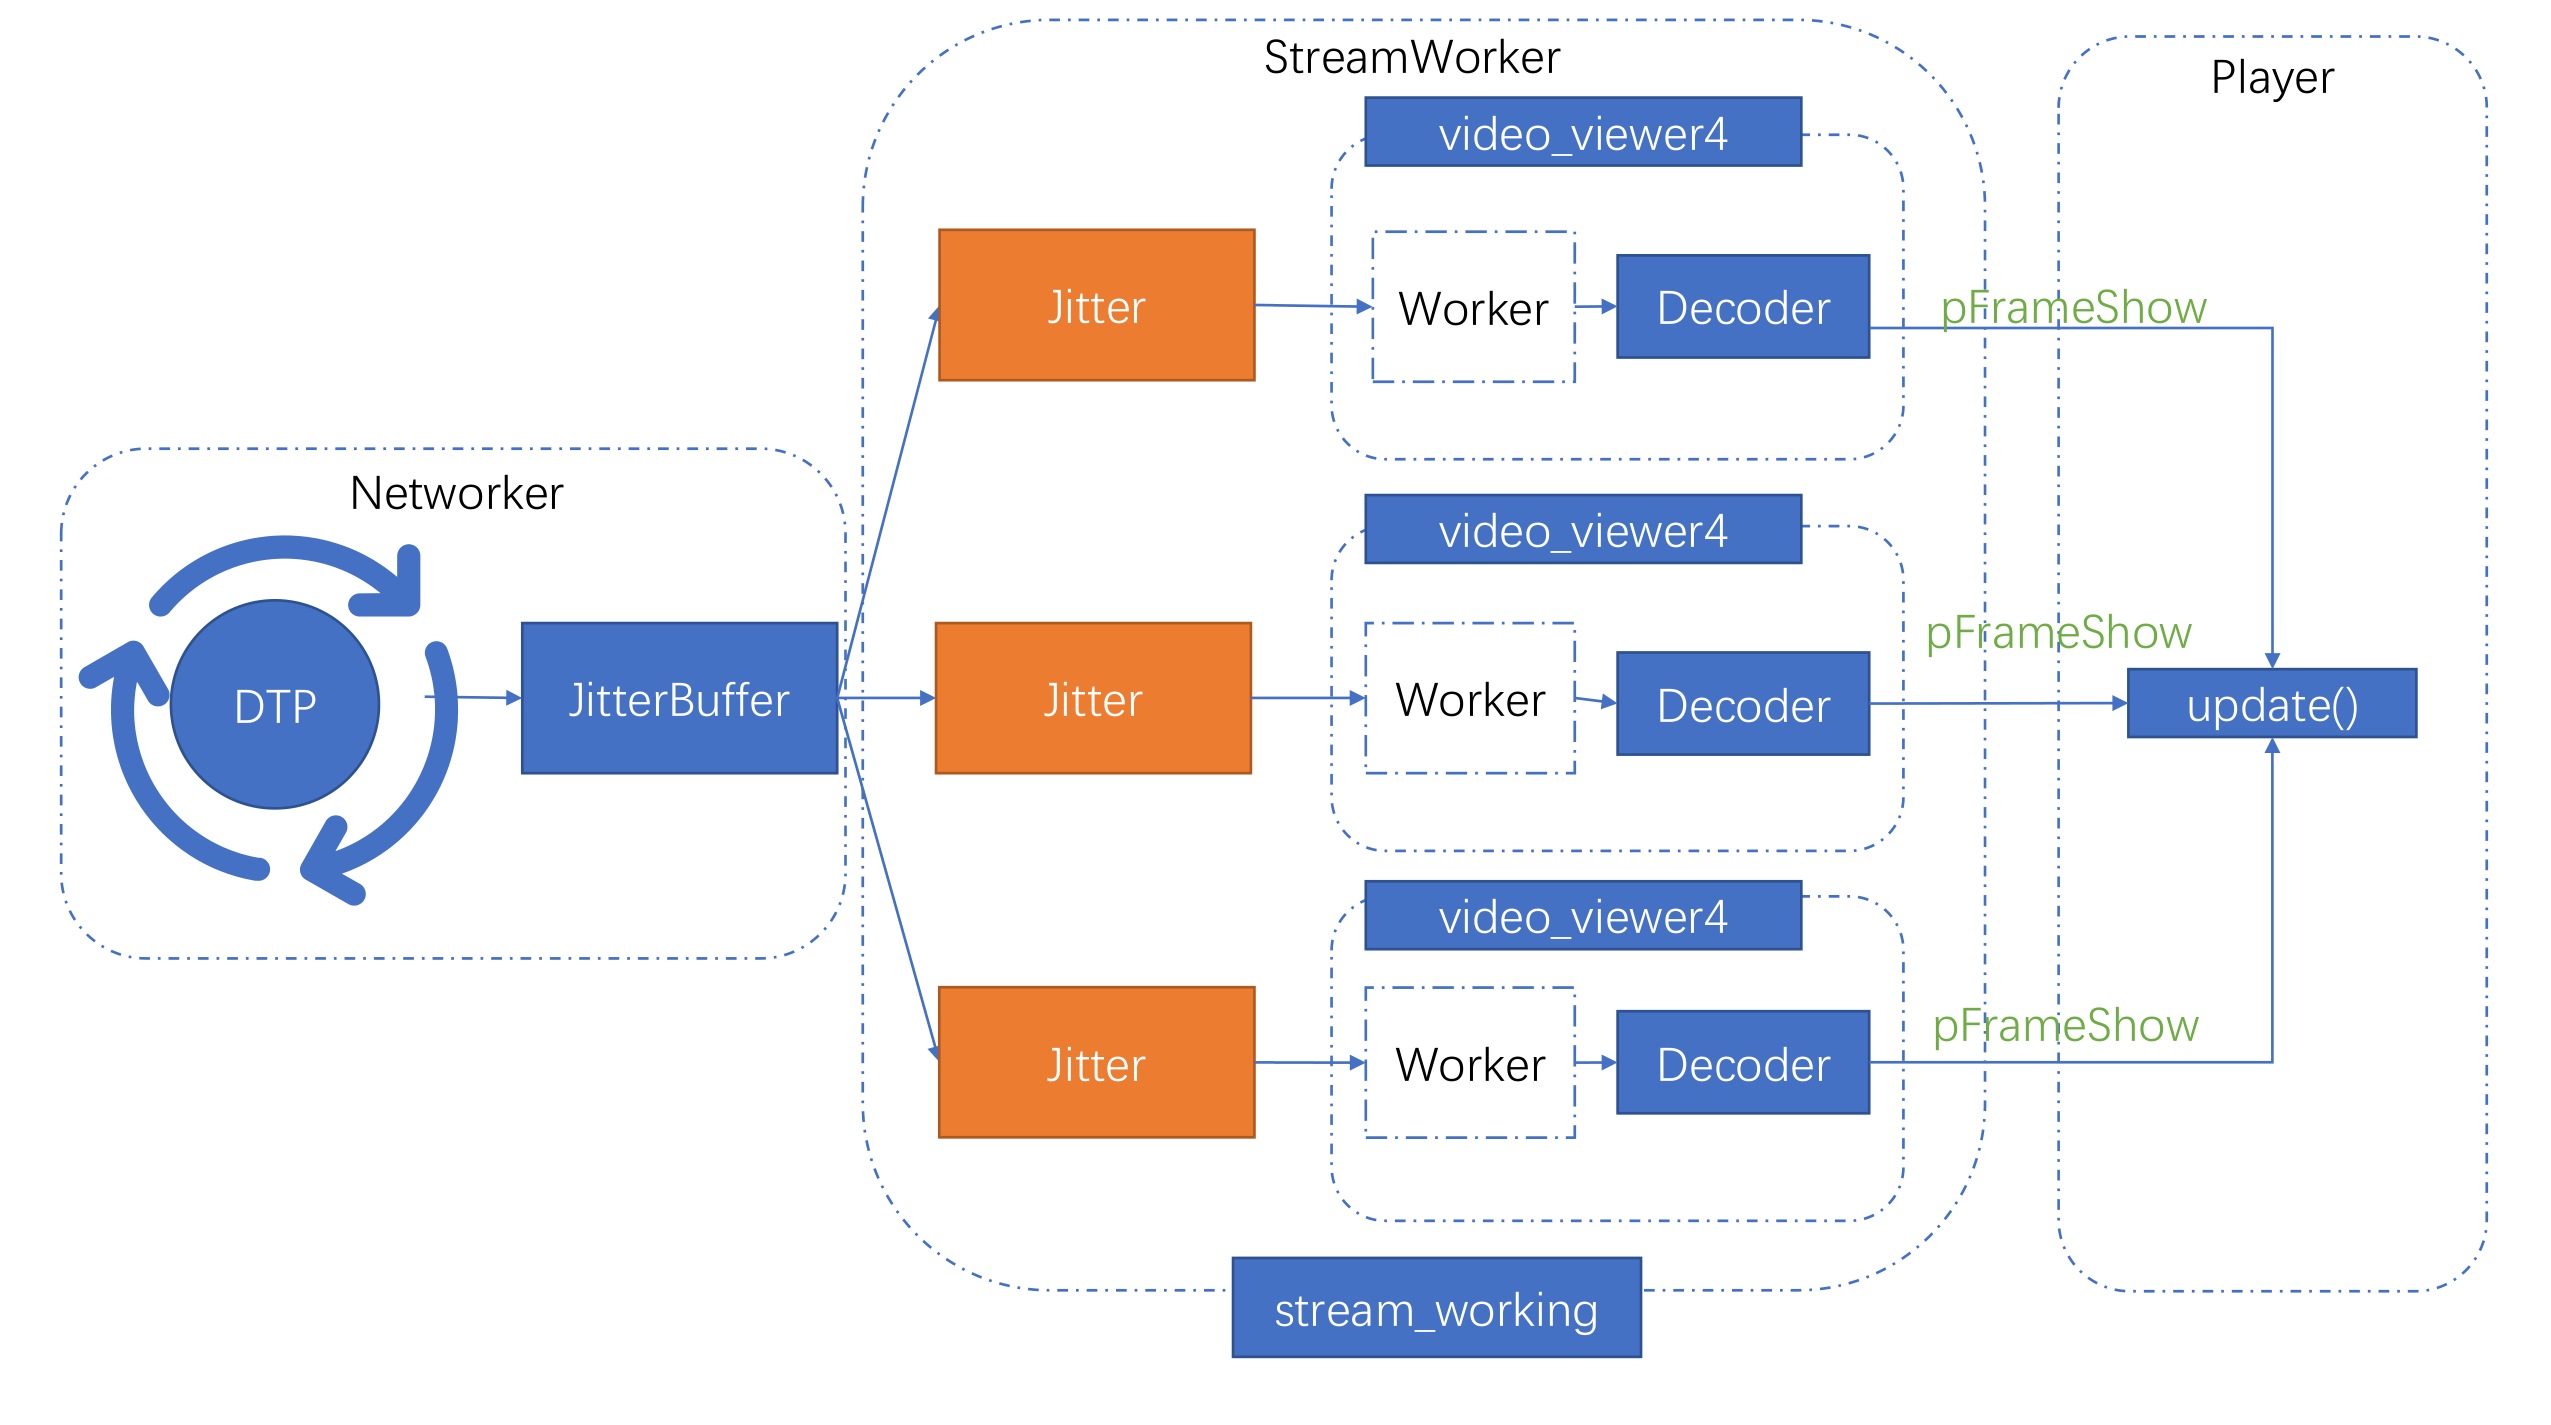 StreamWorker
Player
video_viewer4
Jitter
Worker
Decoder
pFrameShow
Networker
video_viewer4
DTP
JitterBuffer
Jitter
Worker
Decoder
pFrameShow
update()
video_viewer4
Jitter
Worker
Decoder
pFrameShow
stream_working